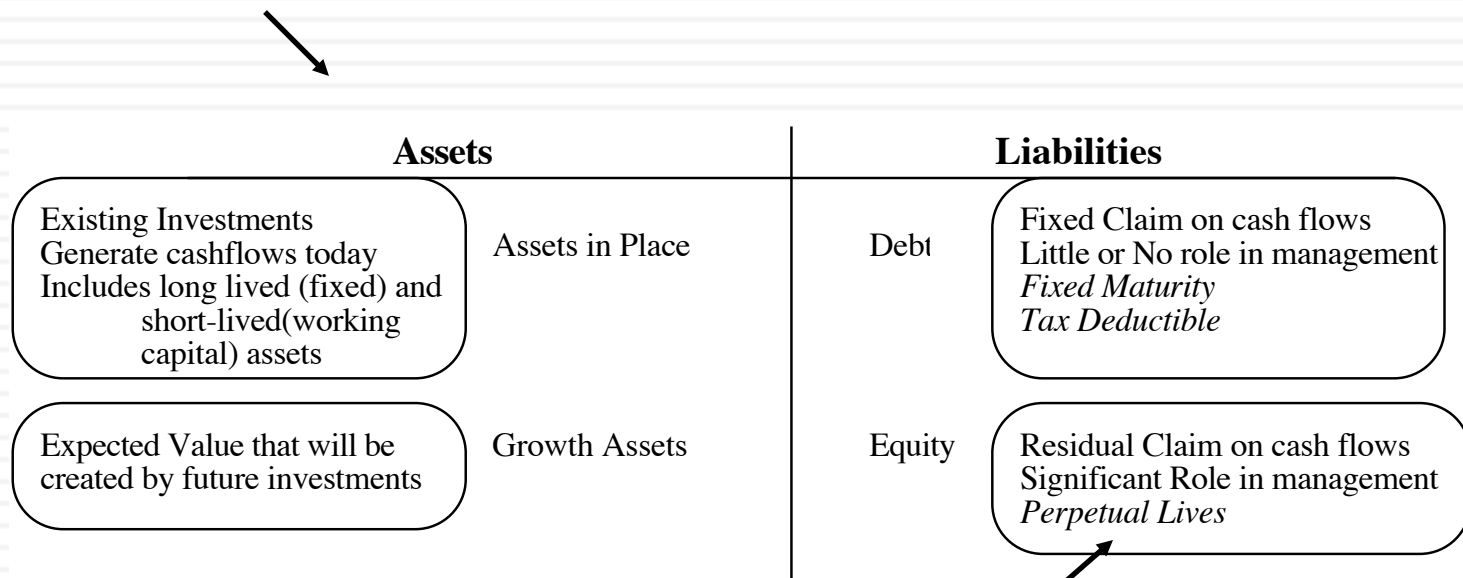 Assets
Liabilities
Existing Investments
Generate cashflows today
Includes long lived (fixed) and
short-lived(working
capital) assets
Assets in Place
Debt
Fixed Claim on cash flows
Little or No role in management
Fixed Maturity
Tax Deductible
Expected Value that will be
created by future investments
Growth Assets
Equity
Residual Claim on cash flows
Significant Role in management
Perpetual Lives